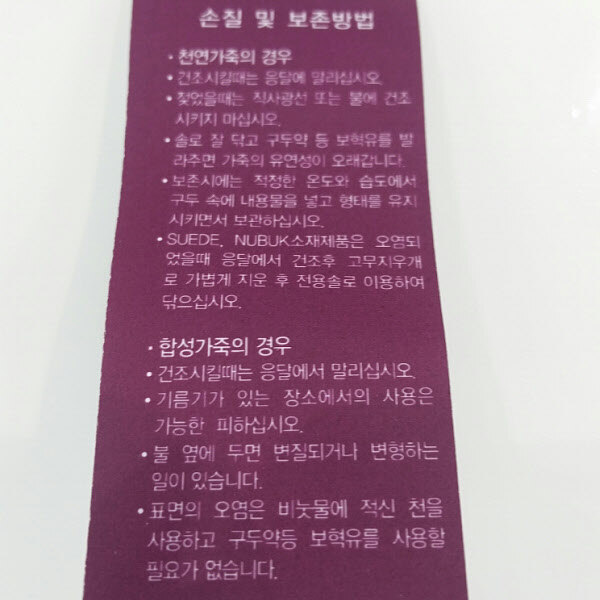 손질 및 보존방법
· 천연가죽의 경우
• 건조시킬때는 응달에 말리십시오.
• 젖었을때는 직사광선 또는 불에 건조
시키지 마십시오.
• 솔로 잘 닦고 구두약 등 보혁유를 발
라주면 가죽의 유연성이 오래갑니다.
• 보존시에는 적정한 온도와 습도에서
구두 속에 내용물을 넣고 형태를 유지
시키면서 보관하십시오.
• SUEDE, NUBUK소재제품은 오염되
었을때 응달에서 건조후 고무지우개
로 가볍게 지운 후 전용솔로 이용하여
닦으십시오.
· 합성가죽의 경우
• 건조시킬때는 응달에서 말리십시오.
• 기름기가 있는 장소에서의 사용은
가능한 피하십시오.
• 불 옆에 두면 변질되거나 변형하는
일이 있습니다.
• 표면의 오염은 비눗물에 적신 천을
사용하고 구두약등 보혁유를 사용할
필요가 없습니다.